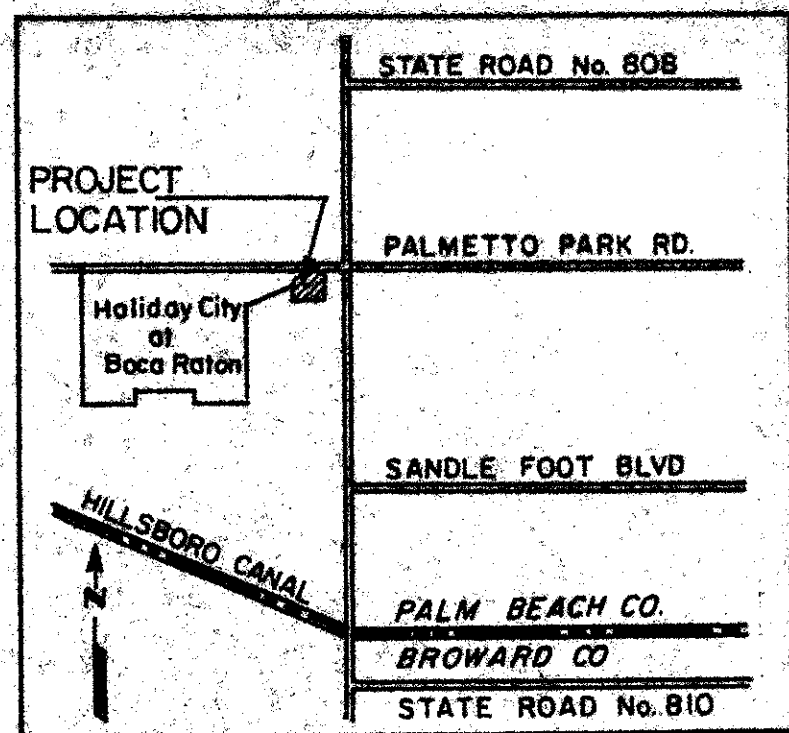 STATE ROAD No. 808
PROJECT
LOCATION
PALMETTO PARK RD.
Holiday City
at
Boca Raton
SANDLE FOOT BLVD
HILLSBORO CANAL
N
PALM BEACH CO.
BROWARD CO
STATE ROAD No. 810